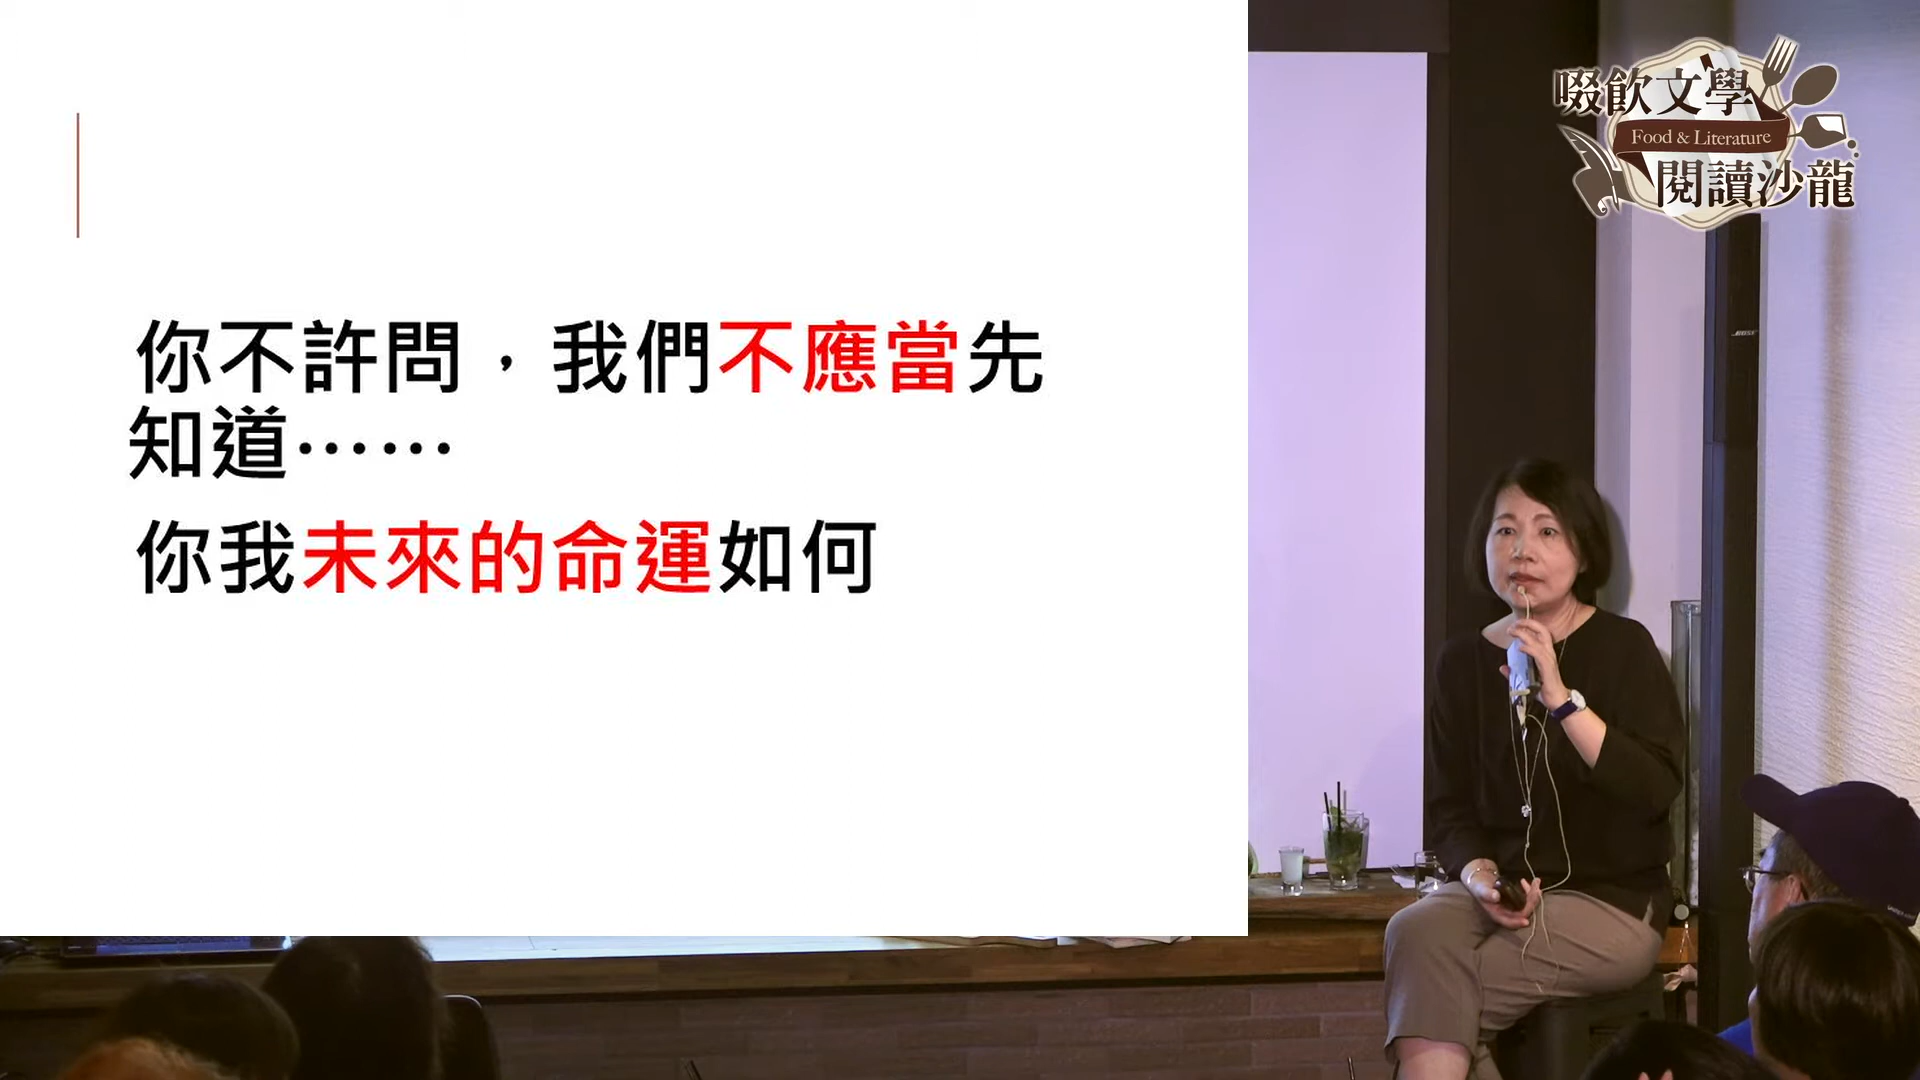 你不許問，我們不應當先
知道⋯⋯
你我未來的命運如何
啜飲文學
Food & Literature
閱讀沙龍
BOSE